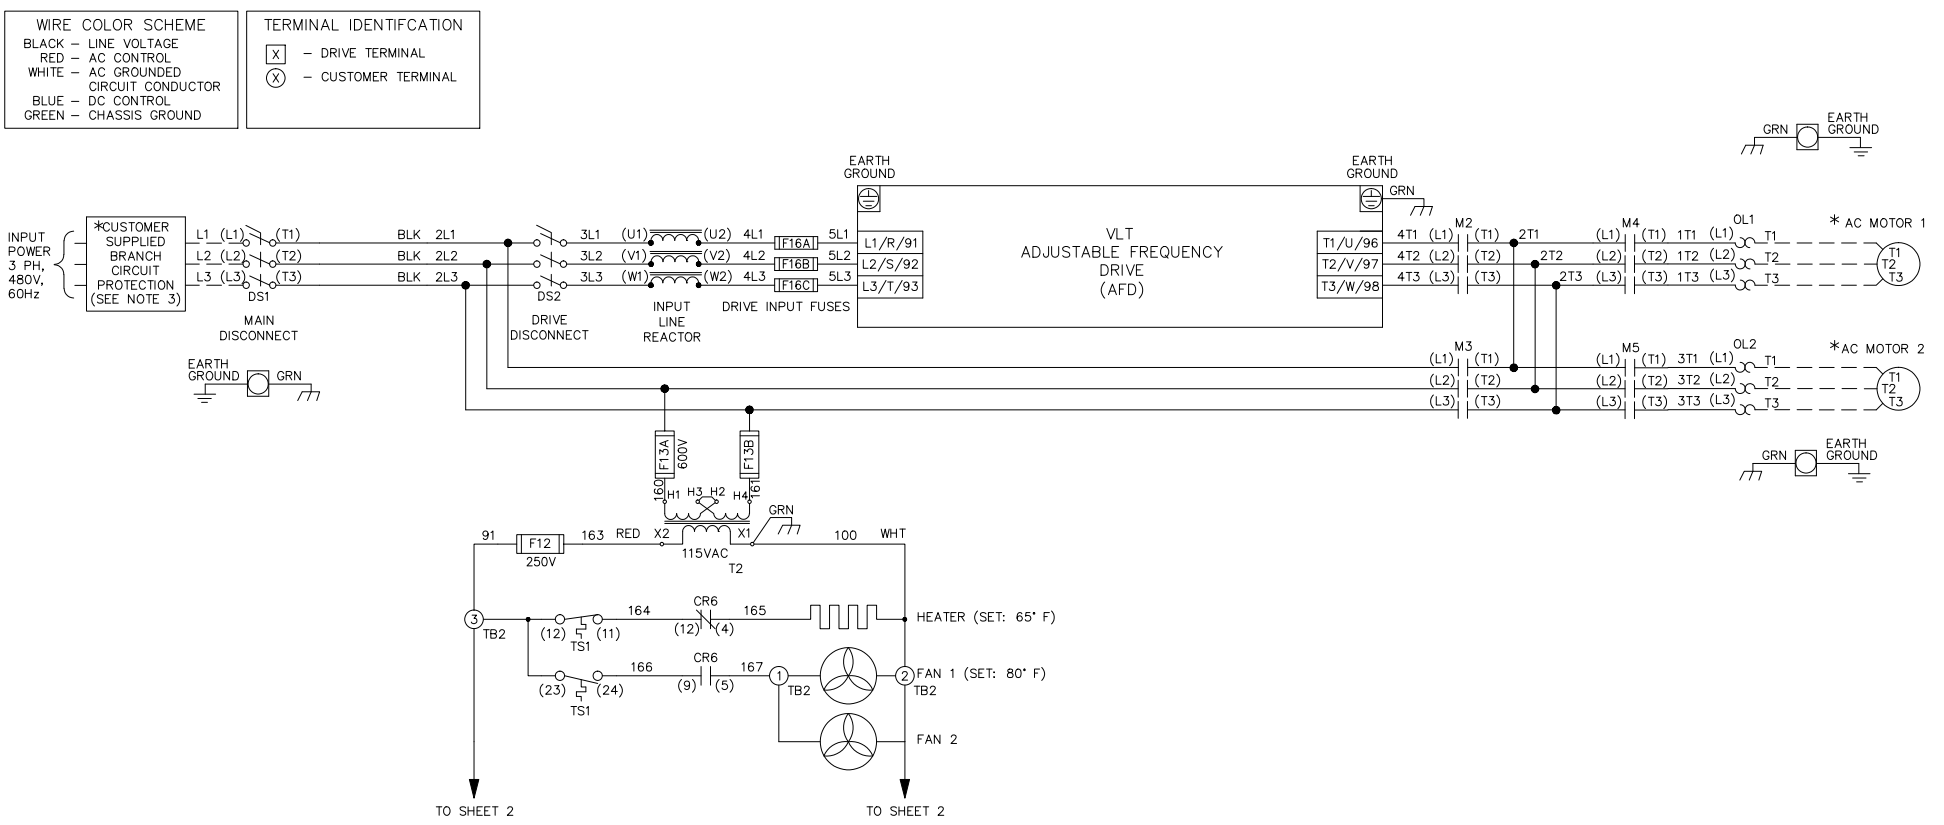 WIRE COLOR SCHEME
BLACK – LINE VOLTAGE
RED – AC CONTROL
WHITE – AC GROUNDED
CIRCUIT CONDUCTOR
BLUE – DC CONTROL
GREEN – CHASSIS GROUND
TERMINAL IDENTIFCATION
X – DRIVE TERMINAL
X – CUSTOMER TERMINAL
INPUT
POWER
3 PH,
480V,
60Hz
*CUSTOMER
SUPPLIED
BRANCH
CIRCUIT
PROTECTION
(SEE NOTE 3)
L1 (L1) (T1) BLK 2L1 3L1 (U1) (U2) 4L1 F16A 5L1 L1/R/91
L2 (L2) (T2) BLK 2L2 3L2 (V1) (V2) 4L2 F16B 5L2 L2/S/92
L3 (L3) (T3) BLK 2L3 3L3 (W1) (W2) 4L3 F16C 5L3 L3/T/93
DS1
MAIN
DISCONNECT
DS2
DRIVE
DISCONNECT
INPUT
LINE
REACTOR
DRIVE INPUT FUSES
EARTH
GROUND
VLT
ADJUSTABLE FREQUENCY
DRIVE
(AFD)
EARTH
GROUND
GRN
M2 M4 OL1
T1/U/96 4T1 (L1) (T1) 2T1 (L1) (T1) 1T1 (L1) T1
T2/V/97 4T2 (L2) (T2) 2T2 (L2) (T2) 1T2 (L2) T2
T3/W/98 4T3 (L3) (T3) 2T3 (L3) (T3) 1T3 (L3) T3
* AC MOTOR 1
T1
T2
T3
GRN
EARTH
GROUND
M3 M5 OL2
(L1) (T1) (L1) (T1) 3T1 (L1) T1
(L2) (T2) (L2) (T2) 3T2 (L2) T2
(L3) (T3) (L3) (T3) 3T3 (L3) T3
*AC MOTOR 2
T1
T2
T3
GRN
EARTH
GROUND
EARTH
GROUND
GRN
F13A
600V
F13B
160
161
H1 H3 H2 H4
GRN
91 F12 163 RED X2 X1 100 WHT
250V
115VAC
T2
3
TB2
(12) (11)
TS1
164
CR6
(12) (4)
165
HEATER (SET: 65° F)
(23) (24)
TS1
166
CR6
(9) (5)
167
1
TB2
2
TB2
FAN 1 (SET: 80° F)
FAN 2
TO SHEET 2
TO SHEET 2